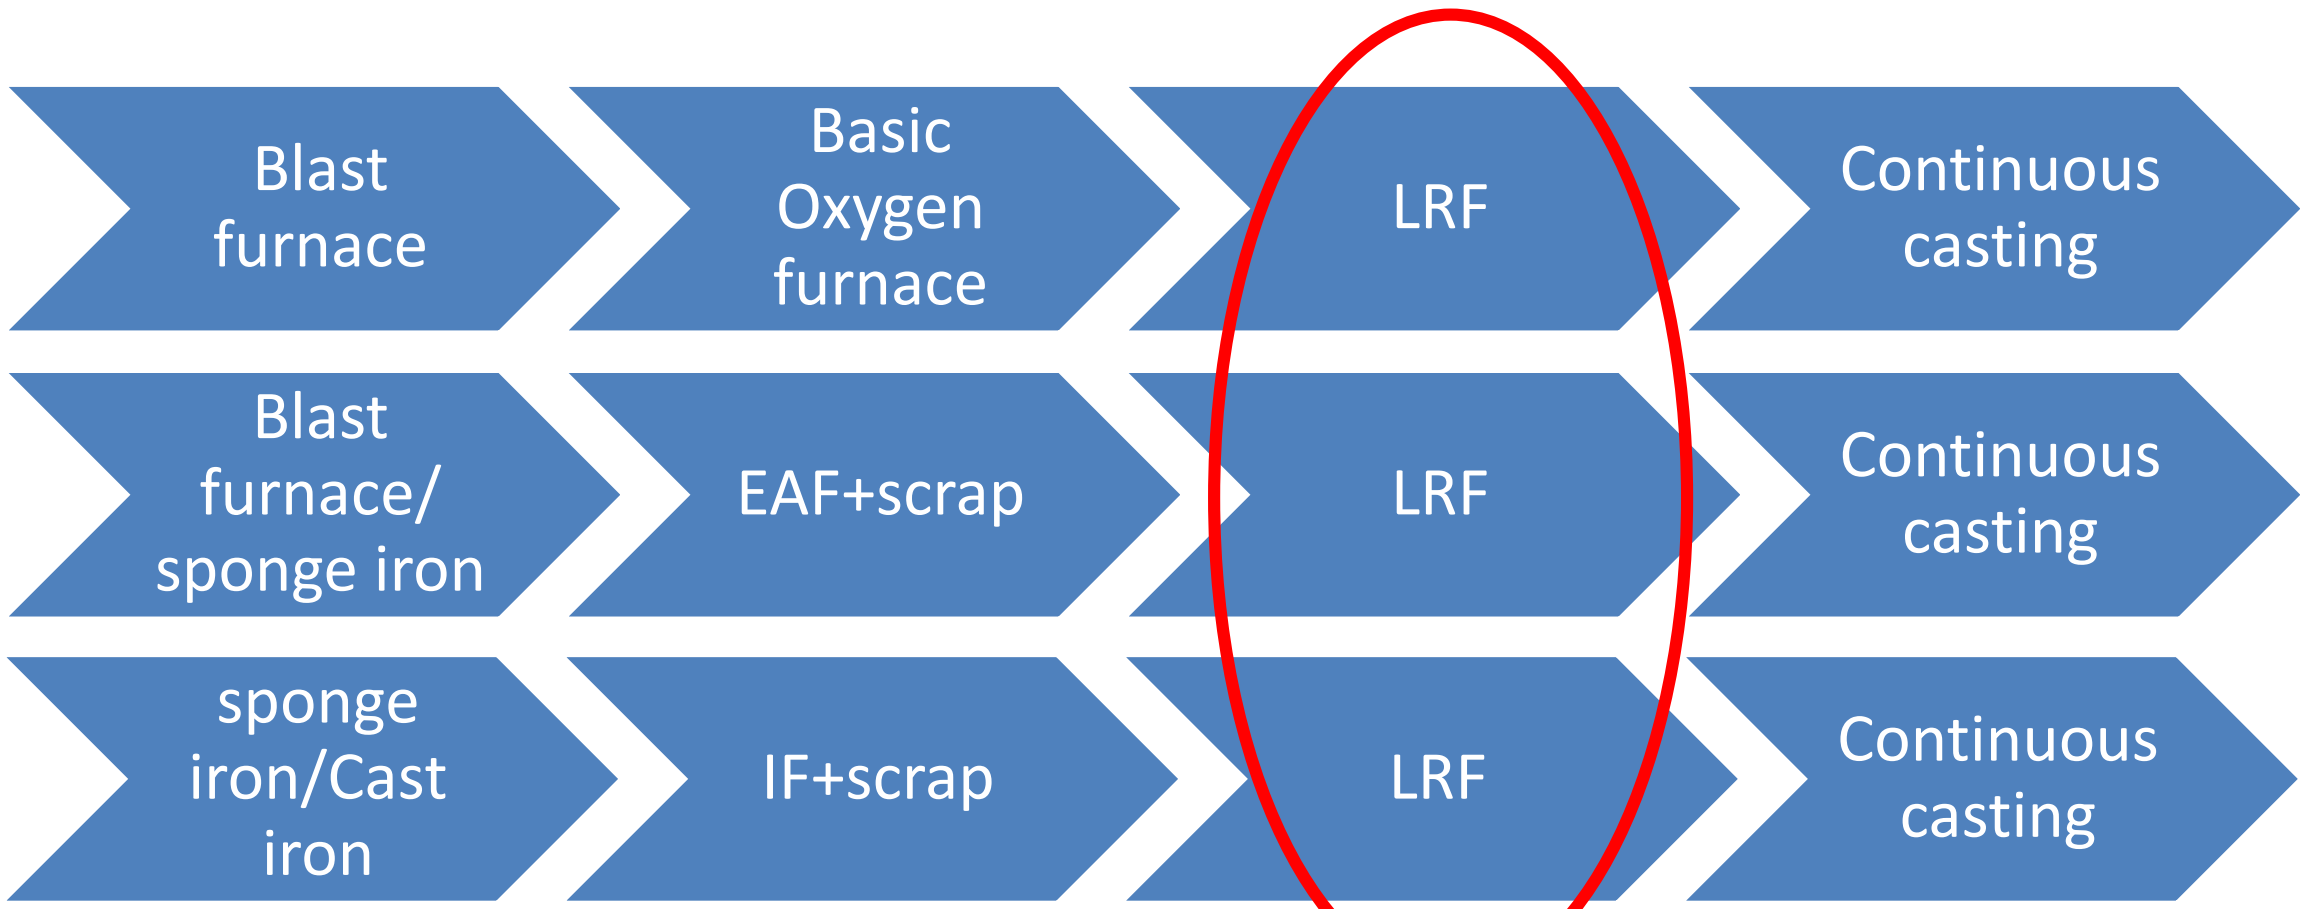 Blast
furnace
Basic
Oxygen
furnace
LRF
Continuous
casting
Blast
furnace/
sponge iron
EAF+scrap
LRF
Continuous
casting
sponge
iron/Cast
iron
IF+scrap
LRF
Continuous
casting